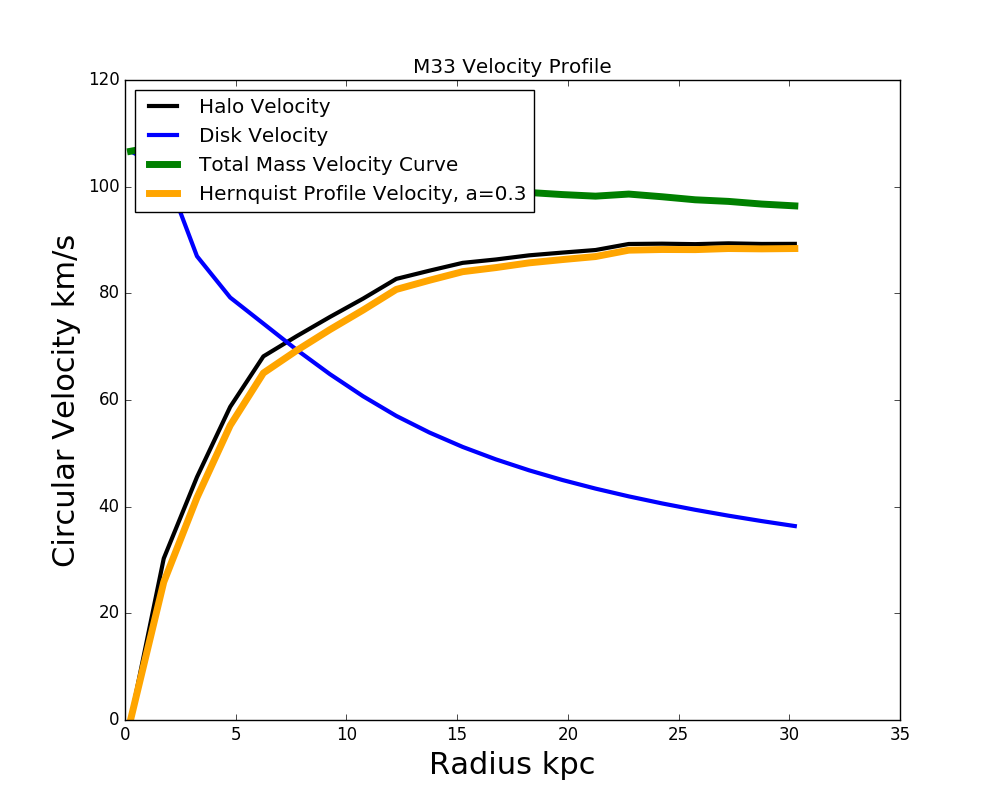 M33 Velocity Profile
120
100
80
60
40
20
0
Circular Velocity km/s
Halo Velocity
Disk Velocity
Total Mass Velocity Curve
Hernquist Profile Velocity, a=0.3
0 5 10 15 20 25 30 35
Radius kpc